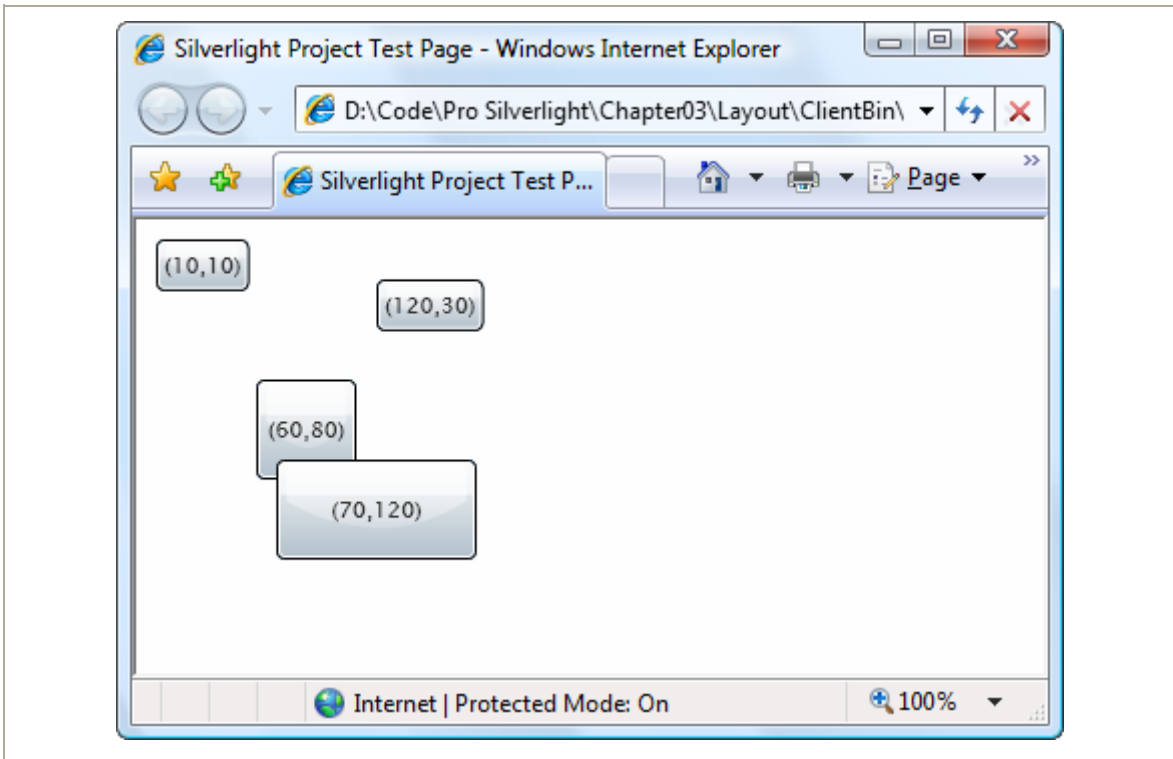 Silverlight Project Test Page - Windows Internet Explorer
D:\Code\Pro Silverlight\Chapter03\Layout\ClientBin\
Silverlight Project Test P...
Page
(10,10)
(120,30)
(60,80)
(70,120)
Internet | Protected Mode: On
100%